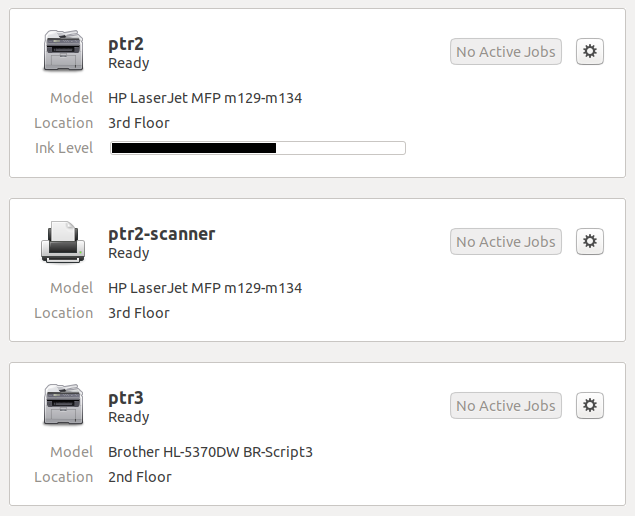 ptr2
No Active Jobs
Ready
Model HP LaserJet MFP m129-m134
Location 3rd Floor
Ink Level
ptr2-scanner
No Active Jobs
Ready
Model HP LaserJet MFP m129-m134
Location 3rd Floor
ptr3
No Active Jobs
Ready
Model Brother HL-5370DW BR-Script3
Location 2nd Floor